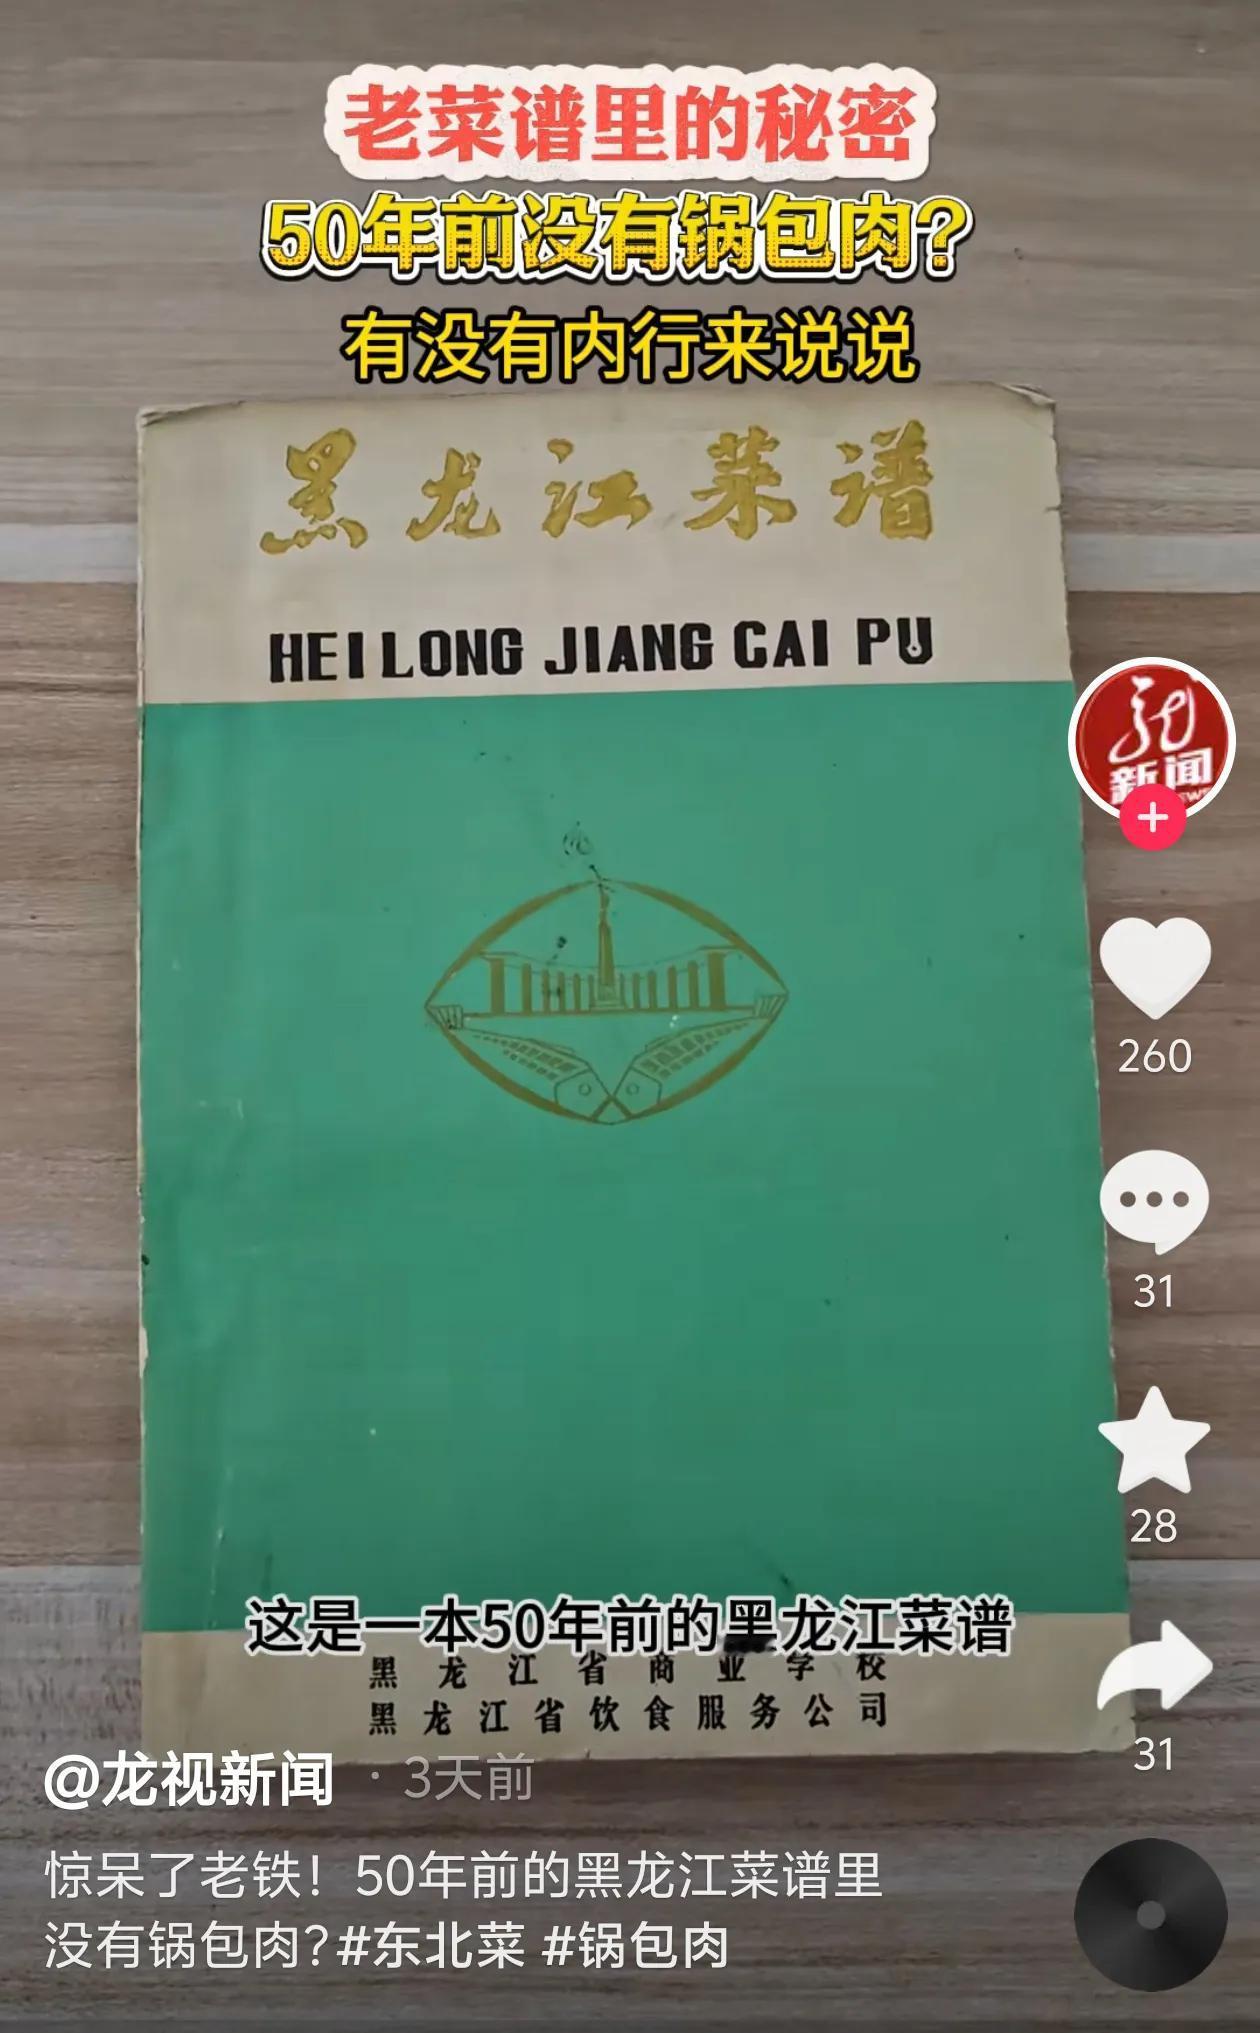 老菜谱里的秘密
50年前没有锅包肉?
有没有内行来说说
黑龙江菜谱
HEILONG JIANG CAI PU
新闻
260
31
28
31
这是一本50年前的黑龙江菜谱
黑龙江省商业学校
黑龙江省饮食服务公司
@龙视新闻 · 3天前
惊呆了老铁！50年前的黑龙江菜谱里
没有锅包肉?#东北菜 #锅包肉